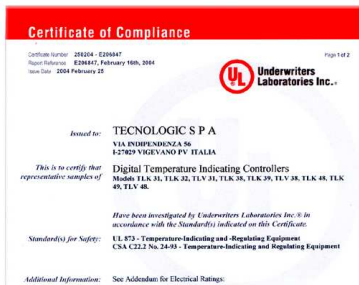 Certificate of Compliance
Certificate Number 250204 - E206847
Page 1 of 2
Report Reference E206847, February 16th, 2004
Issue Date 2004 February 25
UL
Underwriters
Laboratories Inc.®
Issued to: TECNOLOGIC S P A
VIA INDIPENDENZA 56
I-27029 VIGEVANO PV ITALIA
This is to certify that Digital Temperature Indicating Controllers
representative samples of Models TLK 31, TLK 32, TLV 31, TLK 38, TLK 39, TLV 38, TLK 48, TLK
49, TLV 48.
Have been investigated by Underwriters Laboratories Inc.® in
accordance with the Standard(s) indicated on this Certificate.
Standard(s) for Safety: UL 873 - Temperature-Indicating and -Regulating Equipment
CSA C22.2 No. 24-93 - Temperature-Indicating and Regulating Equipment
Additional Information: See Addendum for Electrical Ratings: